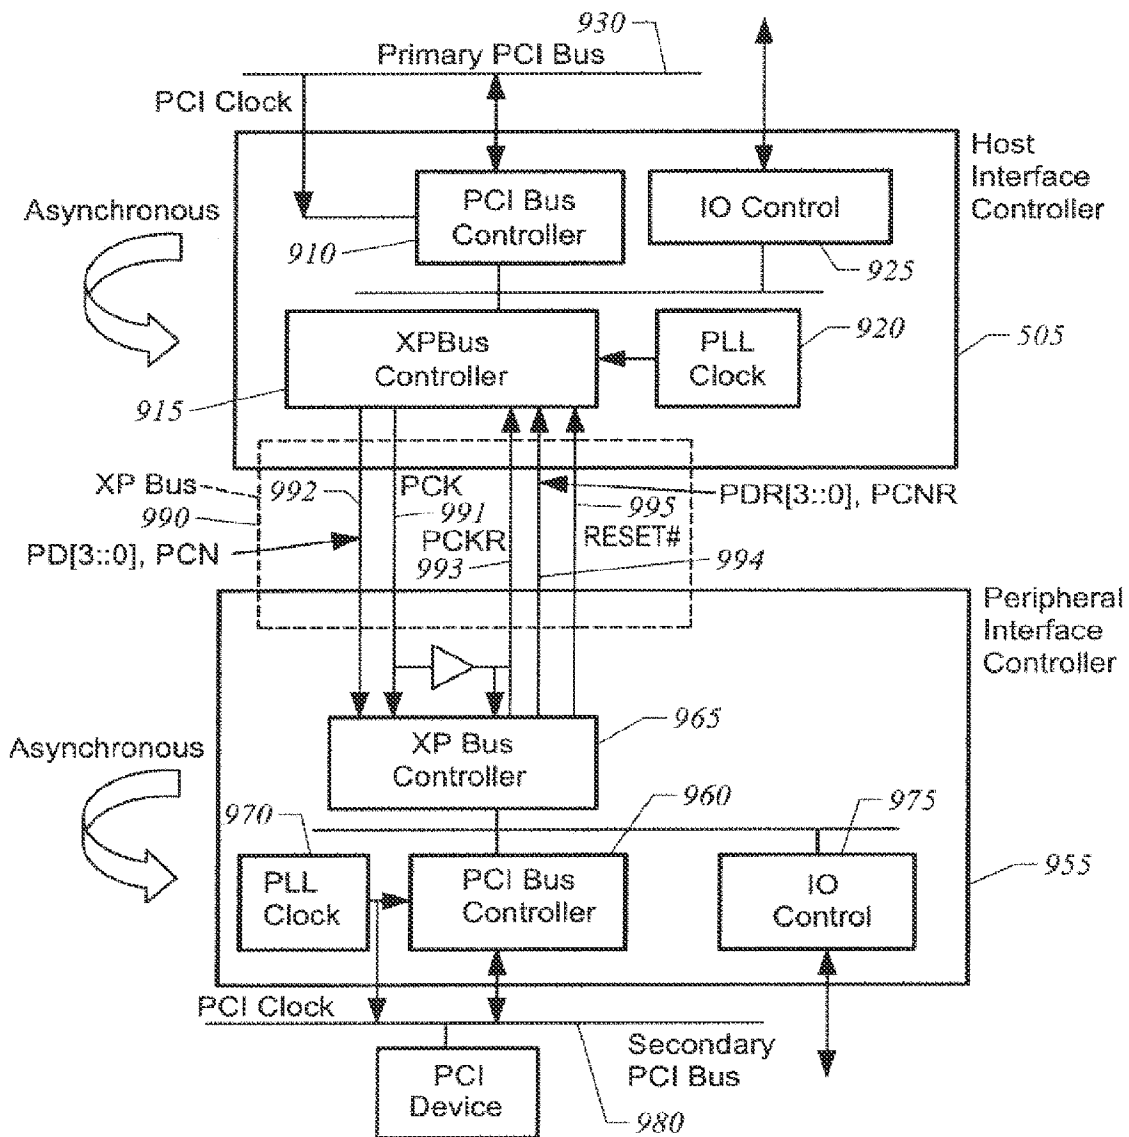 930
Primary PCI Bus
PCI Clock
Host
Interface
Controller
Asynchronous
PCI Bus
Controller
910
IO Control
925
XPBus
Controller
915
PLL
Clock
920
505
XP Bus
990
992
PCK
991
PCKR
993
PDR[3::0], PCNR
995
RESET#
994
PD[3::0], PCN
Peripheral
Interface
Controller
XP Bus
Controller
965
Asynchronous
970
960
975
PLL
Clock
PCI Bus
Controller
IO
Control
955
PCI Clock
Secondary
PCI Bus
PCI
Device
980